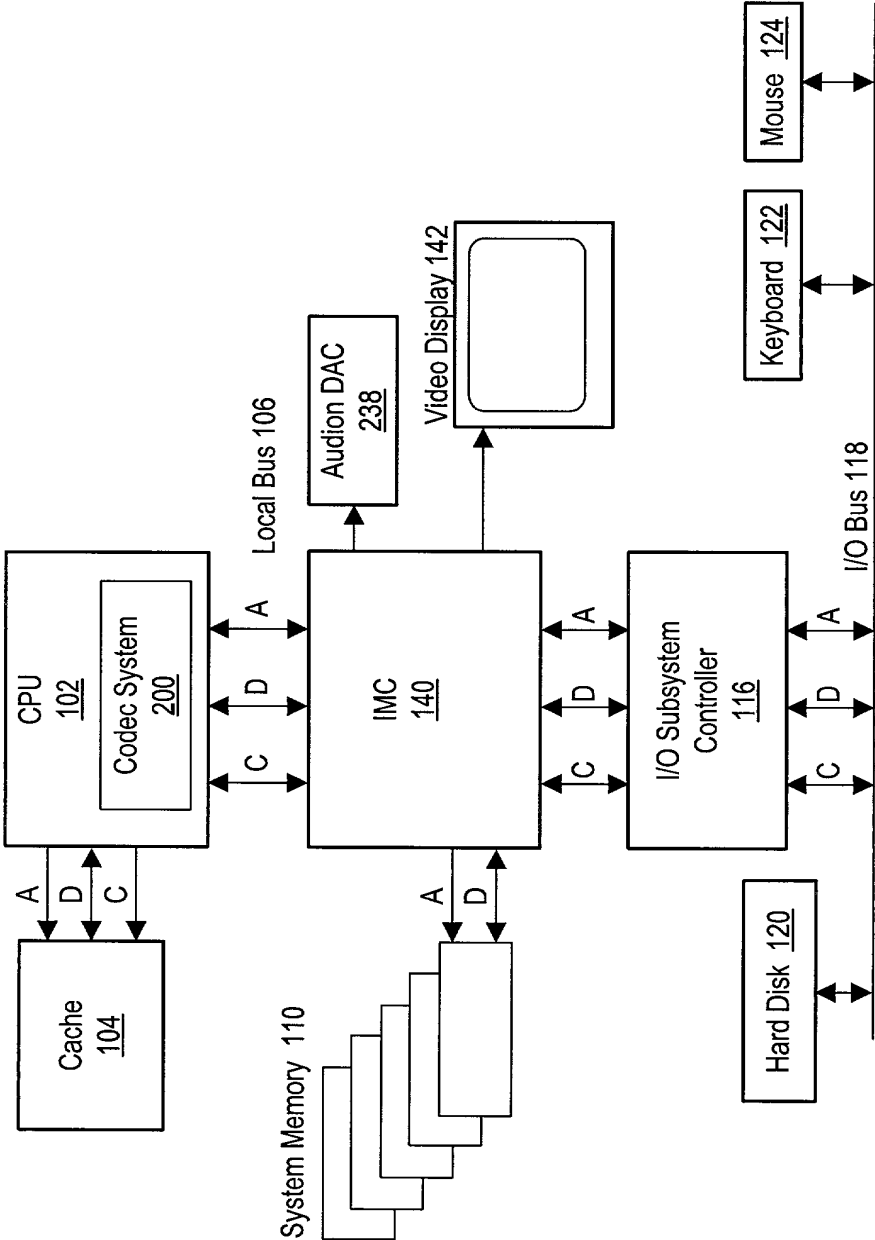 Cache
104
A
D
C
CPU
102
Codec System
200
C
D
A
Local Bus 106
System Memory 110
A
D
IMC
140
Audion DAC
238
Video Display 142
C
D
A
I/O Subsystem
Controller
116
C
D
A
I/O Bus 118
Hard Disk 120
Keyboard 122
Mouse 124